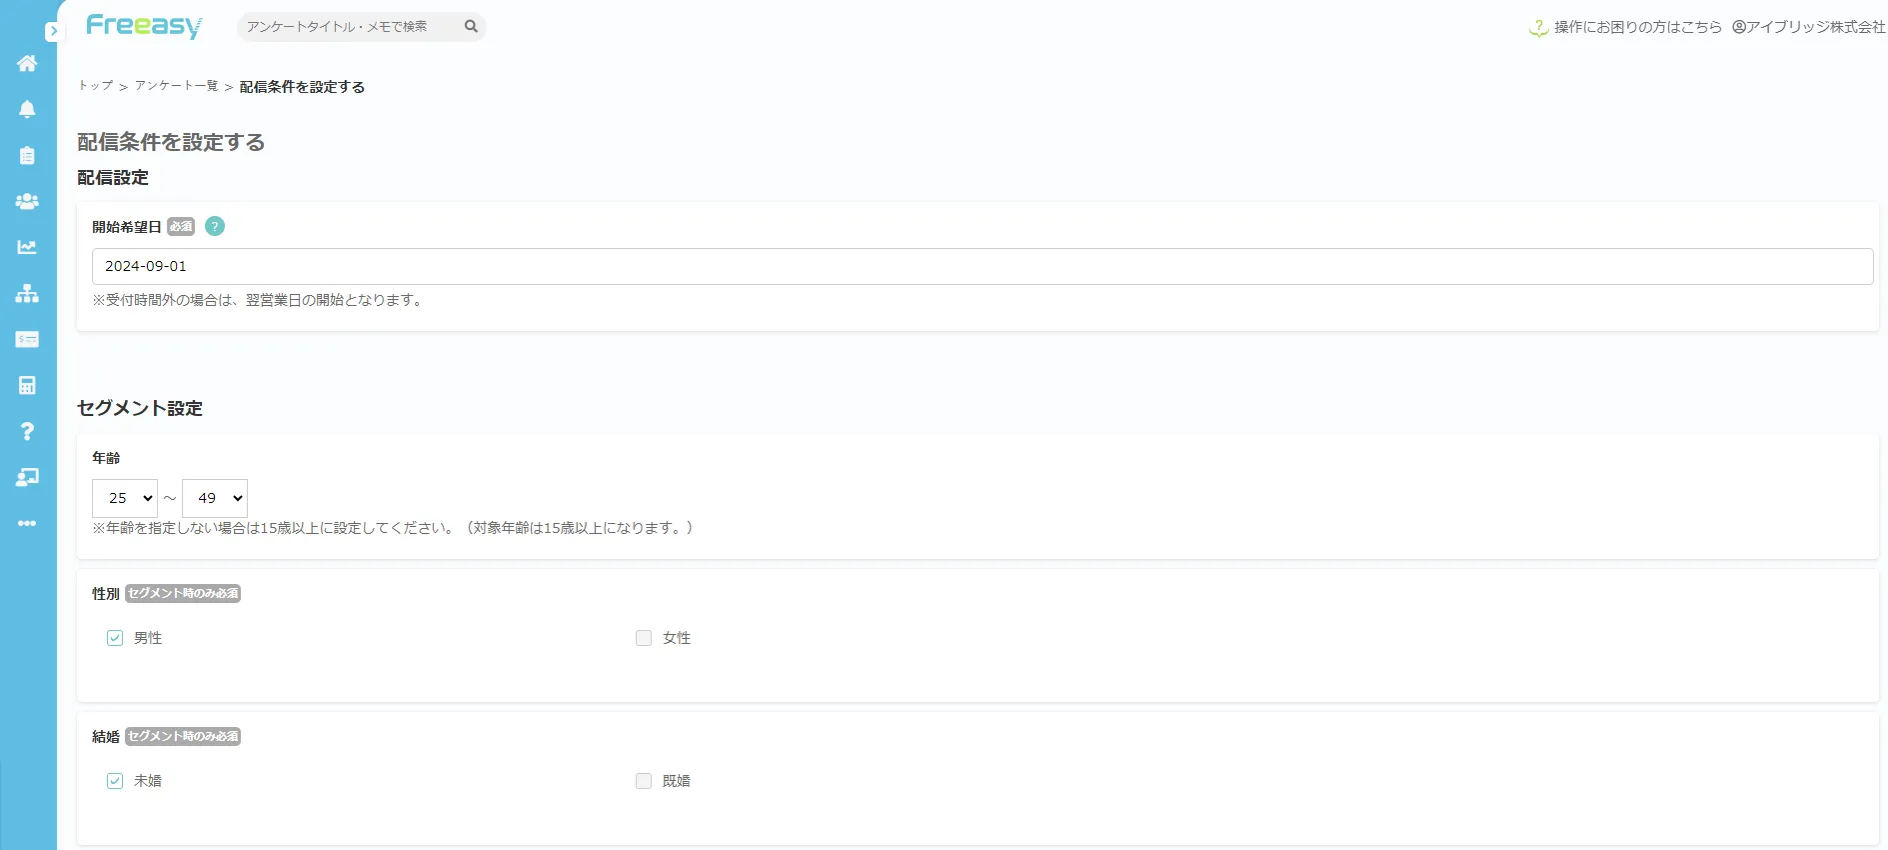 Freeasy
アンケートタイトル・メモで検索
操作にお困りの方はこちら
アイブリッジ株式会社
トップ > アンケート一覧 > 配信条件を設定する
配信条件を設定する
配信設定
開始希望日 必須 ?
2024-09-01
※受付時間外の場合は、翌営業日の開始となります。
セグメント設定
年齢
25 ～ 49
※年齢を指定しない場合は15歳以上に設定してください。（対象年齢は15歳以上になります。）
性別 セグメント時のみ必須
男性 女性
結婚 セグメント時のみ必須
未婚 既婚